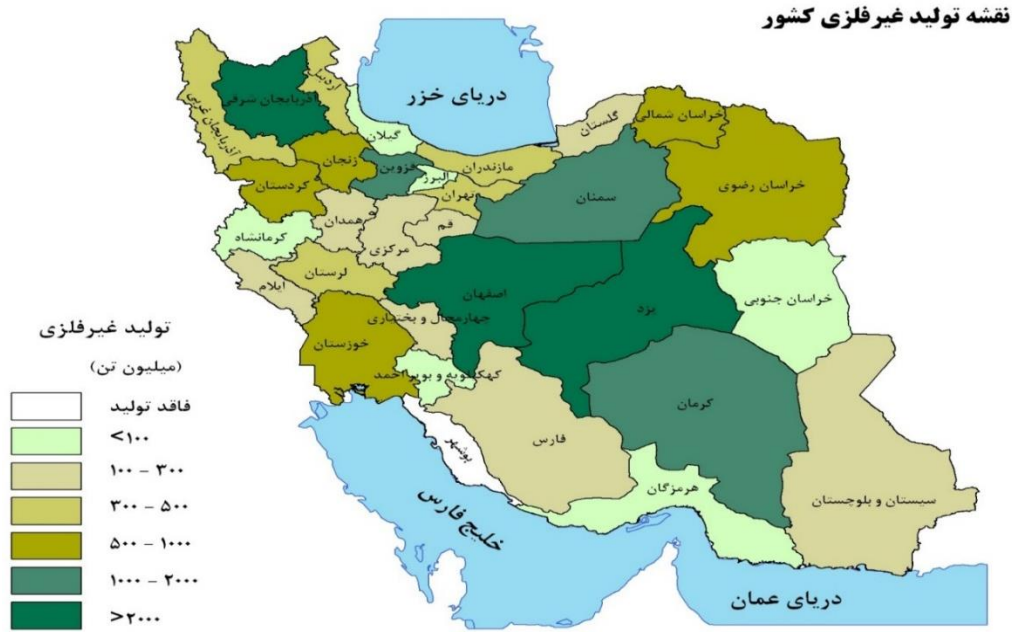 نقشه تولید غیرفلزی کشور
دریای خزر
اردبیل
آذربایجان شرقی
آذربایجان غربی
گیلان
گلستان
خراسان شمالی
زنجان
قزوین
البرز
مازندران
تهران
سمنان
خراسان رضوی
کردستان
همدان
قم
مرکزی
کرمانشاه
لرستان
ایلام
اصفهان
یزد
خراسان جنوبی
چهارمحال و بختیاری
خوزستان
کهکیلویه و بویراحمد
کرمان
فارس
بوشهر
هرمزگان
سیستان و بلوچستان
خلیج فارس
دریای عمان
تولید غیرفلزی
(میلیون تن)
فاقد تولید
<۱۰۰
۱۰۰ - ۳۰۰
۳۰۰ - ۵۰۰
۵۰۰ - ۱۰۰۰
۱۰۰۰ - ۲۰۰۰
>۲۰۰۰